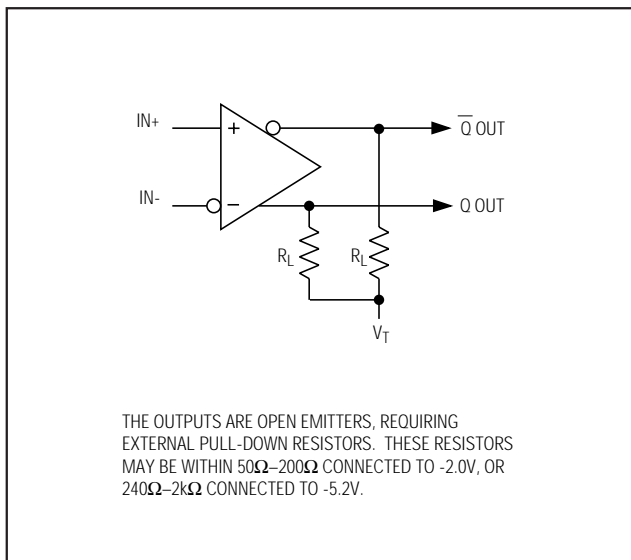 IN+
+
Q̅ OUT
IN-
−
Q OUT
RL
RL
VT
THE OUTPUTS ARE OPEN EMITTERS, REQUIRING
EXTERNAL PULL-DOWN RESISTORS. THESE RESISTORS
MAY BE WITHIN 50Ω–200Ω CONNECTED TO -2.0V, OR
240Ω–2kΩ CONNECTED TO -5.2V.